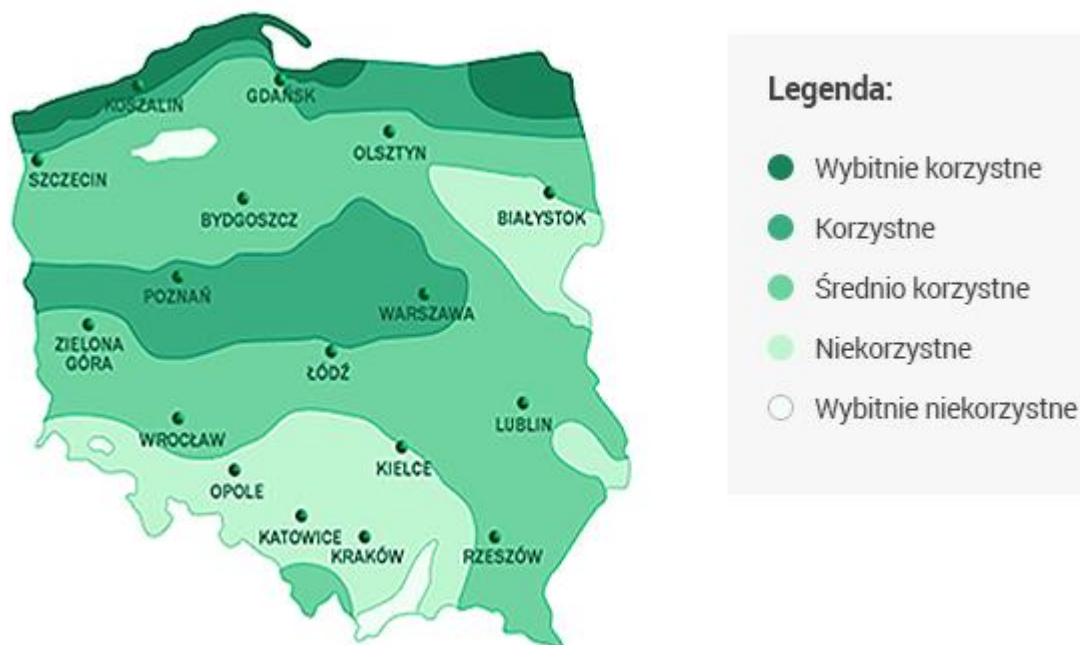 KOSZALIN
GDAŃSK
OLSZTYN
SZCZECIN
BYDGOSZCZ
BIAŁYSTOK
POZNAŃ
WARSZAWA
ZIELONA
GÓRA
ŁÓDŹ
WROCŁAW
LUBLIN
KIELCE
OPOLE
KATOWICE
KRAKÓW
RZESZÓW
Legenda:
Wybitnie korzystne
Korzystne
Średnio korzystne
Niekorzystne
Wybitnie niekorzystne